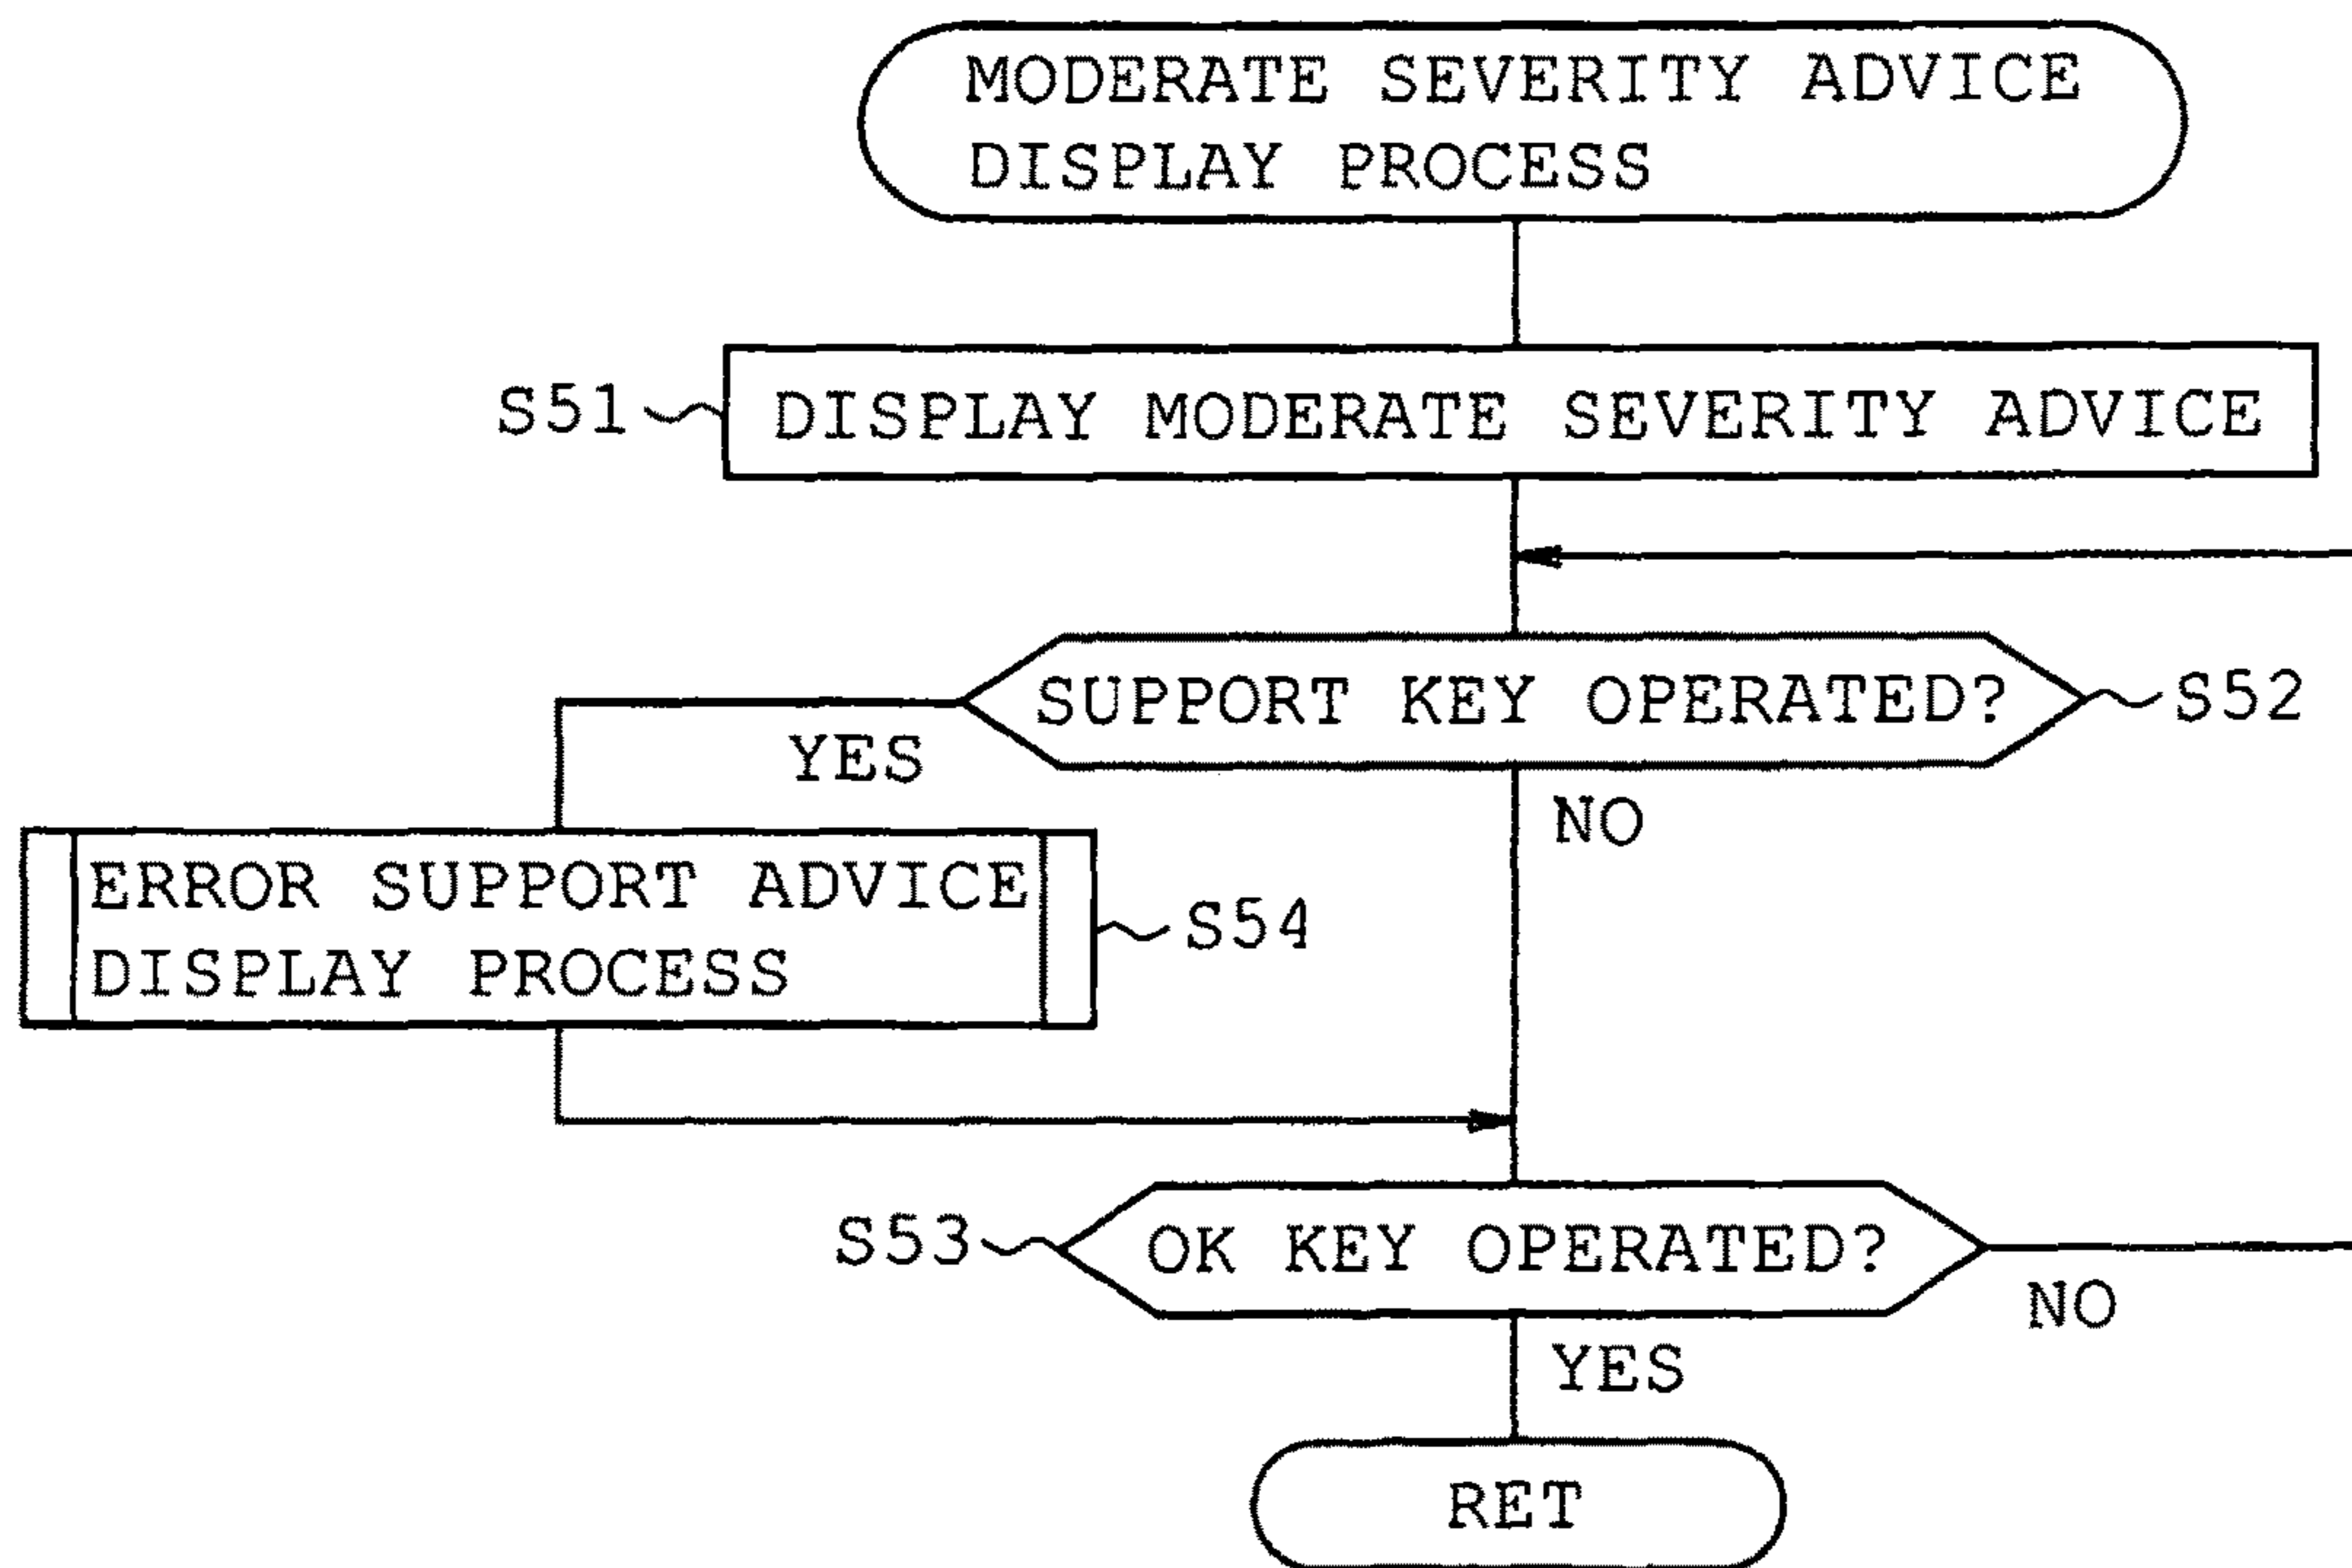 MODERATE SEVERITY ADVICE
DISPLAY PROCESS
S51
DISPLAY MODERATE SEVERITY ADVICE
SUPPORT KEY OPERATED?
S52
YES
NO
ERROR SUPPORT ADVICE
DISPLAY PROCESS
S54
S53
OK KEY OPERATED?
NO
YES
RET